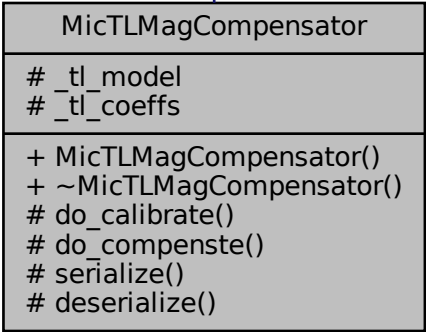 MicTLMagCompensator
# _tl_model
# _tl_coeffs
+ MicTLMagCompensator()
+ ~MicTLMagCompensator()
# do_calibrate()
# do_compenste()
# serialize()
# deserialize()